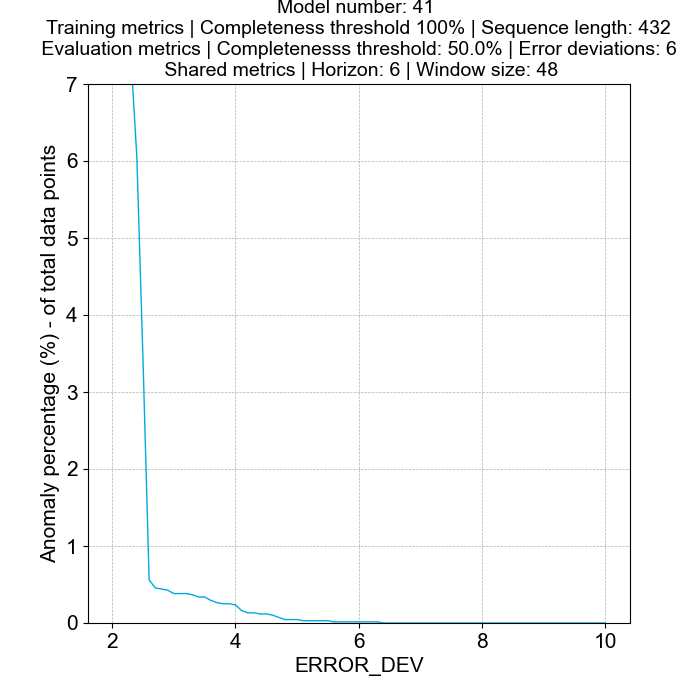 Model number: 41
Training metrics | Completeness threshold 100% | Sequence length: 432
Evaluation metrics | Completenesss threshold: 50.0% | Error deviations: 6
Shared metrics | Horizon: 6 | Window size: 48
7
6
5
4
3
2
1
0
Anomaly percentage (%) - of total data points
2 4 6 8 10
ERROR_DEV